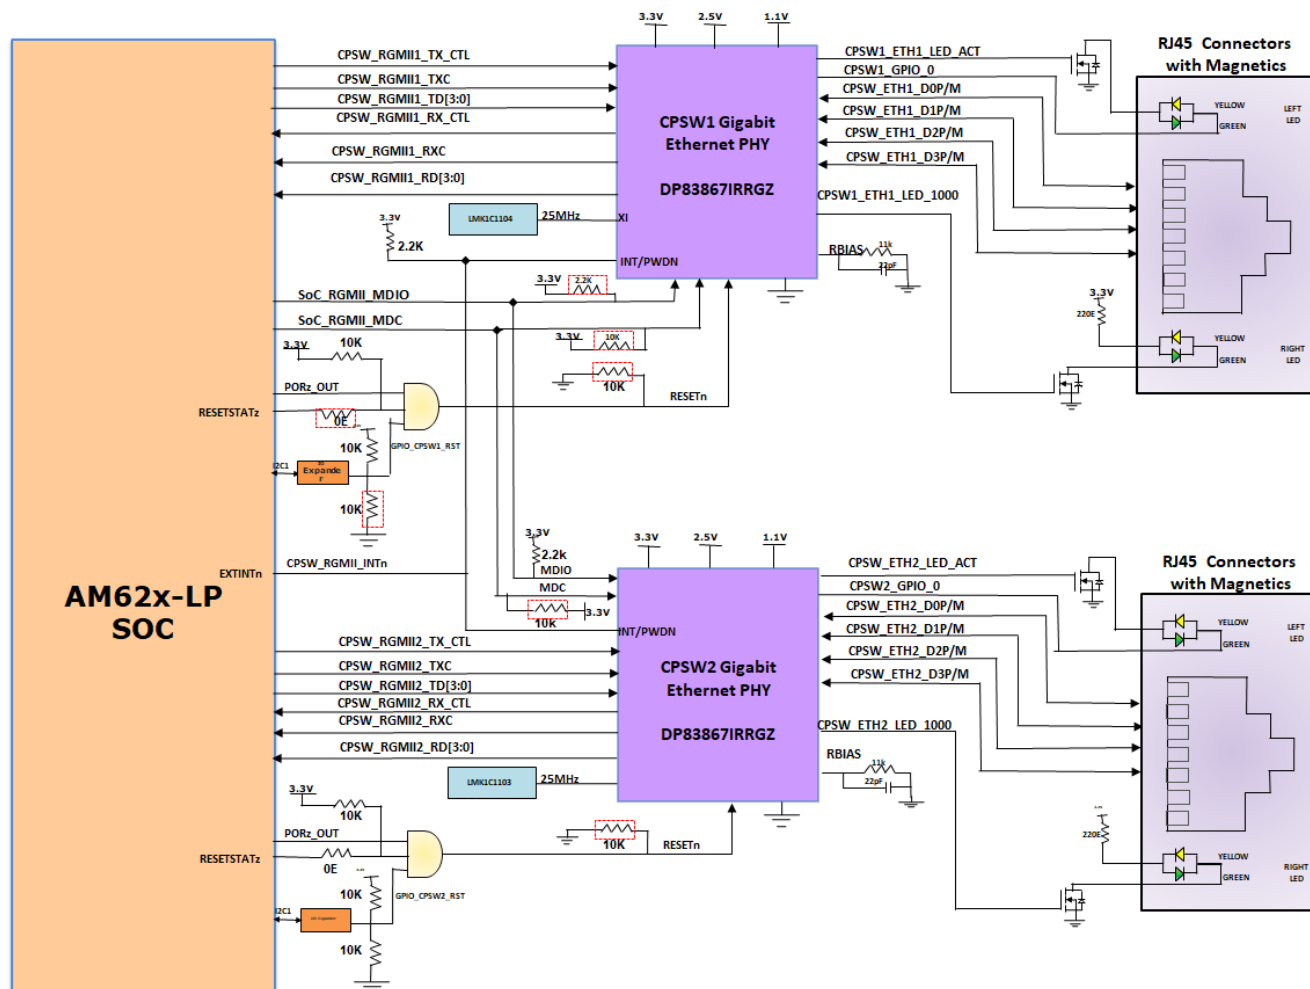 3.3V
2.5V
1.1V
CPSW_RGMII1_TX_CTL
CPSW_RGMII1_TXC
CPSW_RGMII1_TD[3:0]
CPSW_RGMII1_RX_CTL
CPSW_RGMII1_RXC
CPSW_RGMII1_RD[3:0]
CPSW1 Gigabit
Ethernet PHY
DP83867IRRGZ
XI
INT/PWDN
LMK1C1104
25MHz
3.3V
2.2K
CPSW1_ETH1_LED_ACT
CPSW1_GPIO_0
CPSW_ETH1_D0P/M
CPSW_ETH1_D1P/M
CPSW_ETH1_D2P/M
CPSW_ETH1_D3P/M
CPSW1_ETH1_LED_1000
RBIAS
11k
22pF
RJ45 Connectors
with Magnetics
YELLOW
GREEN
LEFT
LED
3.3V
220E
YELLOW
GREEN
RIGHT
LED
SoC_RGMII_MDIO
SoC_RGMII_MDC
3.3V
2.2K
3.3V
10K
10K
RESETn
3.3V
10K
PORz_OUT
RESETSTATz
0E
10K
GPIO_CPSW1_RST
I2C1
Expande
r
10K
EXTINTn
CPSW_RGMII_INTn
AM62x-LP
SOC
3.3V
2.2k
MDIO
MDC
10k
3.3V
INT/PWDN
3.3V
2.5V
1.1V
CPSW_RGMII2_TX_CTL
CPSW_RGMII2_TXC
CPSW_RGMII2_TD[3:0]
CPSW_RGMII2_RX_CTL
CPSW_RGMII2_RXC
CPSW_RGMII2_RD[3:0]
CPSW2 Gigabit
Ethernet PHY
DP83867IRRGZ
LMK1C1103
25MHz
CPSW_ETH2_LED_ACT
CPSW2_GPIO_0
CPSW_ETH2_D0P/M
CPSW_ETH2_D1P/M
CPSW_ETH2_D2P/M
CPSW_ETH2_D3P/M
CPSW_ETH2_LED_1000
RBIAS
11k
22pF
RJ45 Connectors
with Magnetics
YELLOW
GREEN
LEFT
LED
220E
YELLOW
GREEN
RIGHT
LED
3.3V
10K
PORz_OUT
RESETSTATz
0E
10K
GPIO_CPSW2_RST
I2C1
10K
10K
RESETn